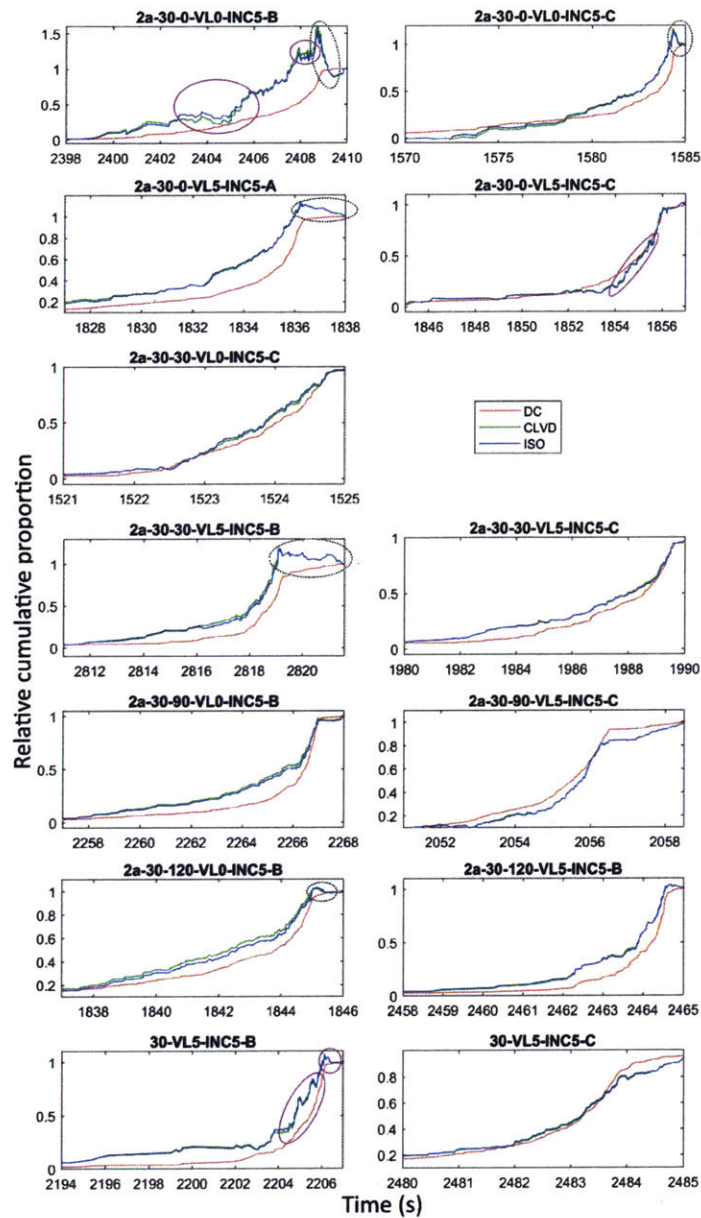 2a-30-0-VL0-INC5-B
1.5
1
0.5
0
2398 2400 2402 2404 2406 2408 2410
2a-30-0-VL0-INC5-C
1
0.5
0
1570 1575 1580 1585
2a-30-0-VL5-INC5-A
1
0.8
0.6
0.4
0.2
1828 1830 1832 1834 1836 1838
2a-30-0-VL5-INC5-C
1
0.5
0
1846 1848 1850 1852 1854 1856
2a-30-30-VL0-INC5-C
1
0.5
0
1521 1522 1523 1524 1525
DC
CLVD
ISO
Relative cumulative proportion
2a-30-30-VL5-INC5-B
1
0.5
0
2812 2814 2816 2818 2820
2a-30-30-VL5-INC5-C
1
0.5
0
1980 1982 1984 1986 1988 1990
2a-30-90-VL0-INC5-B
1
0.5
0
2258 2260 2262 2264 2266 2268
2a-30-90-VL5-INC5-C
1
0.8
0.6
0.4
0.2
2052 2054 2056 2058
2a-30-120-VL0-INC5-B
1
0.8
0.6
0.4
0.2
1838 1840 1842 1844 1846
2a-30-120-VL5-INC5-B
1
0.5
0
2458 2459 2460 2461 2462 2463 2464 2465
30-VL5-INC5-B
1
0.5
0
2194 2196 2198 2200 2202 2204 2206
30-VL5-INC5-C
0.8
0.6
0.4
0.2
2480 2481 2482 2483 2484 2485
Time (s)